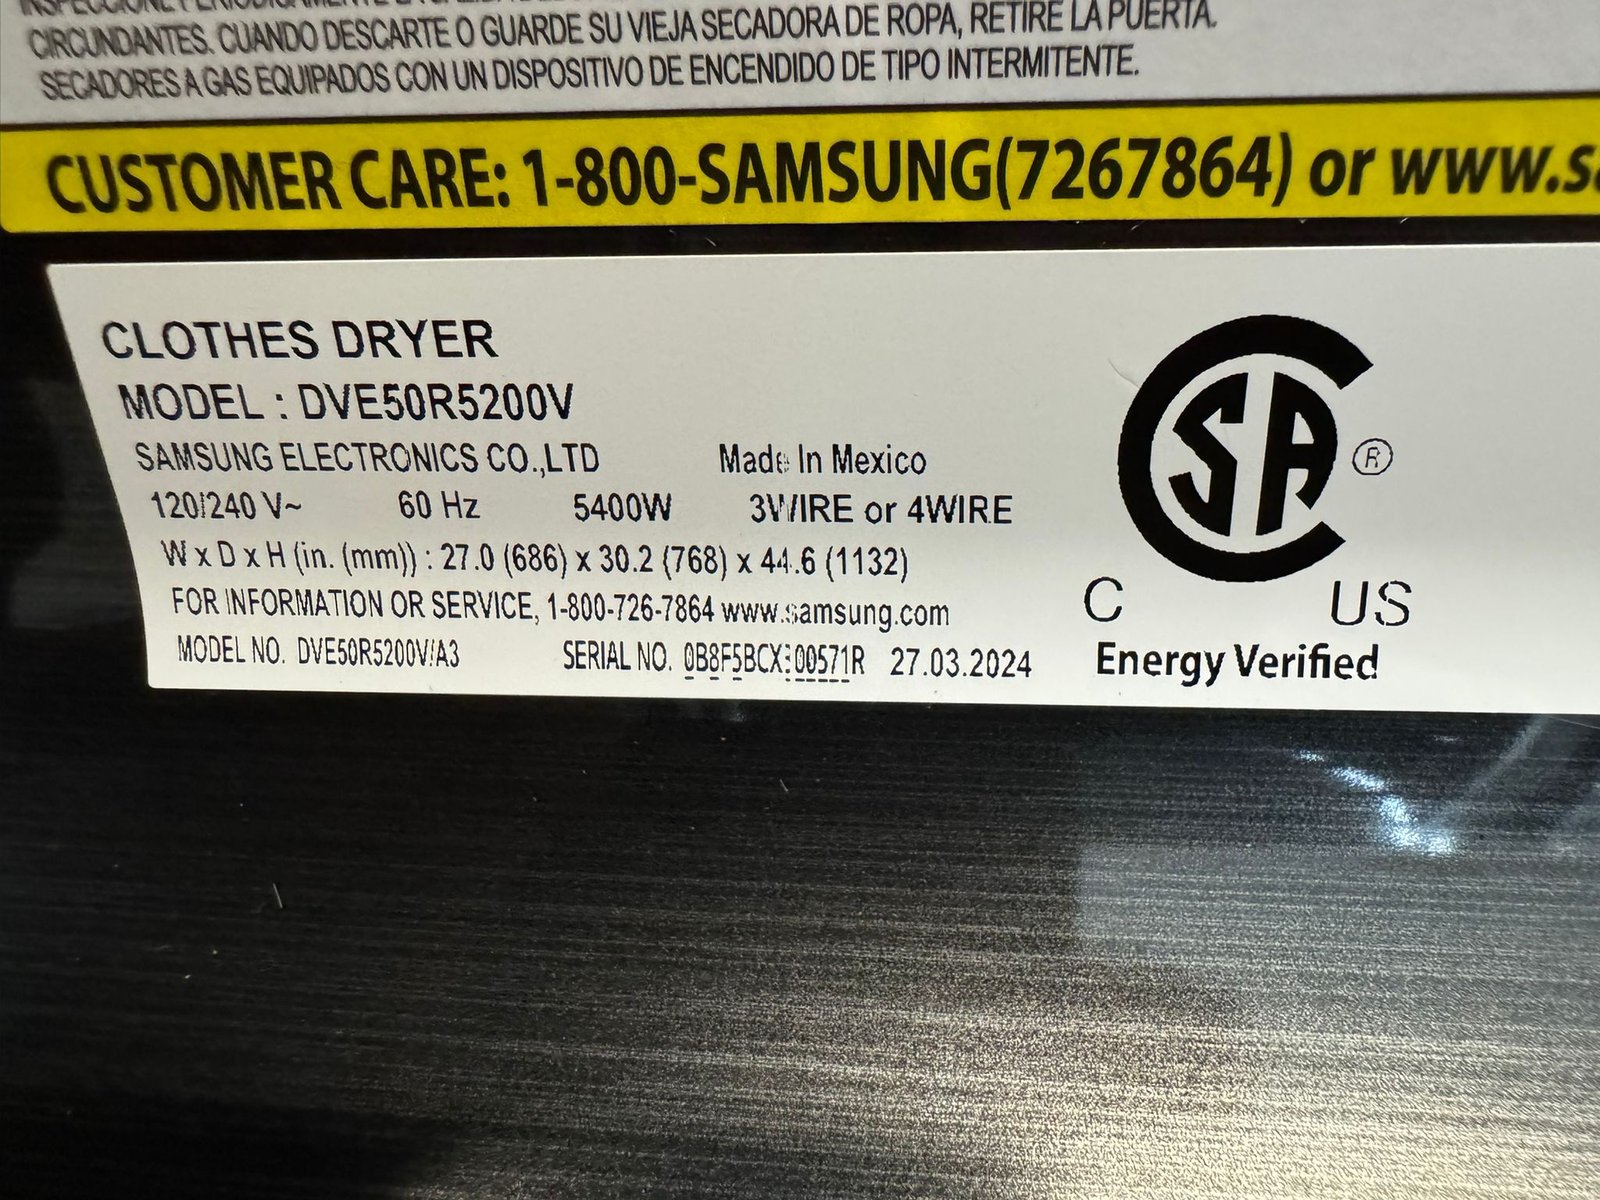 CIRCUNDANTES. CUANDO DESCARTE O GUARDE SU VIEJA SECADORA DE ROPA, RETIRE LA PUERTA.
SECADORES A GAS EQUIPADOS CON UN DISPOSITIVO DE ENCENDIDO DE TIPO INTERMITENTE.
CUSTOMER CARE: 1-800-SAMSUNG(7267864) or www.s
CLOTHES DRYER
MODEL : DVE50R5200V
SAMSUNG ELECTRONICS CO.,LTD Made In Mexico
120/240 V~ 60 Hz 5400W 3WIRE or 4WIRE
W x D x H (in. (mm)) : 27.0 (686) x 30.2 (768) x 44.6 (1132)
FOR INFORMATION OR SERVICE, 1-800-726-7864 www.samsung.com
MODEL NO. DVE50R5200V/A3 SERIAL NO. 0B8F5BCX300571R 27.03.2024
SA ®
C US
Energy Verified